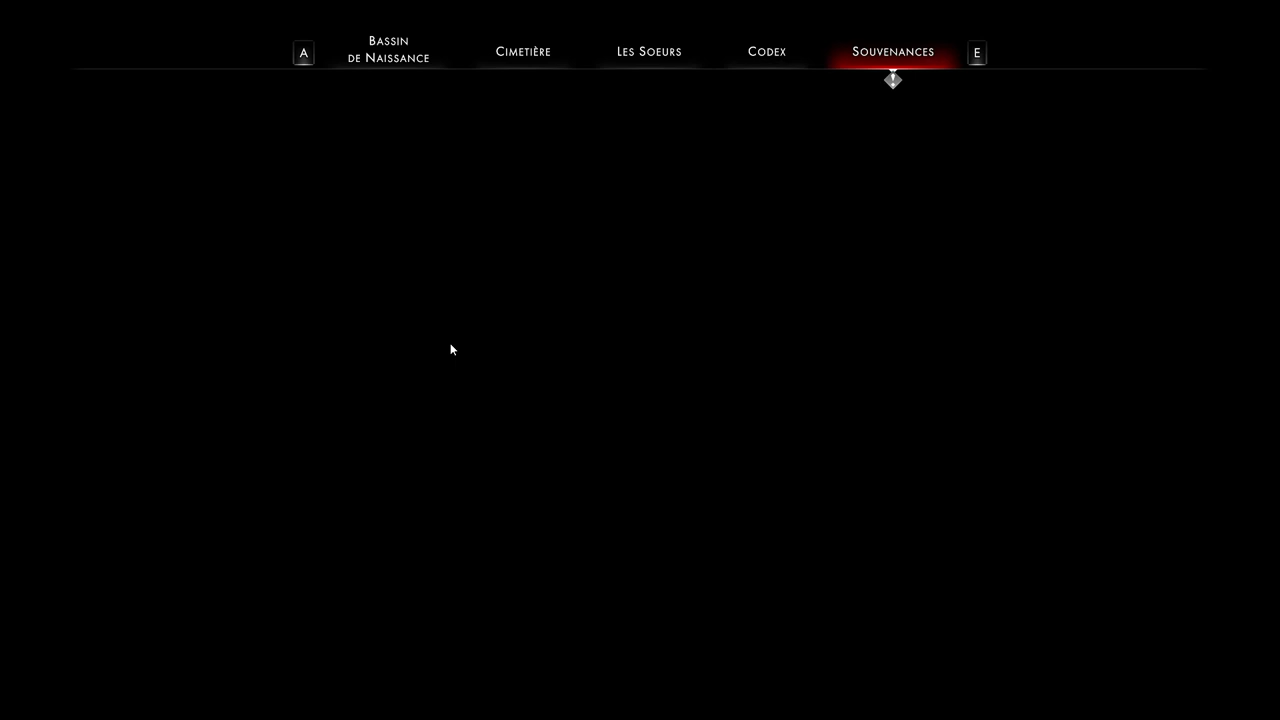 A
Bassin
de Naissance
Cimetière
Les Soeurs
Codex
Souvenances
E